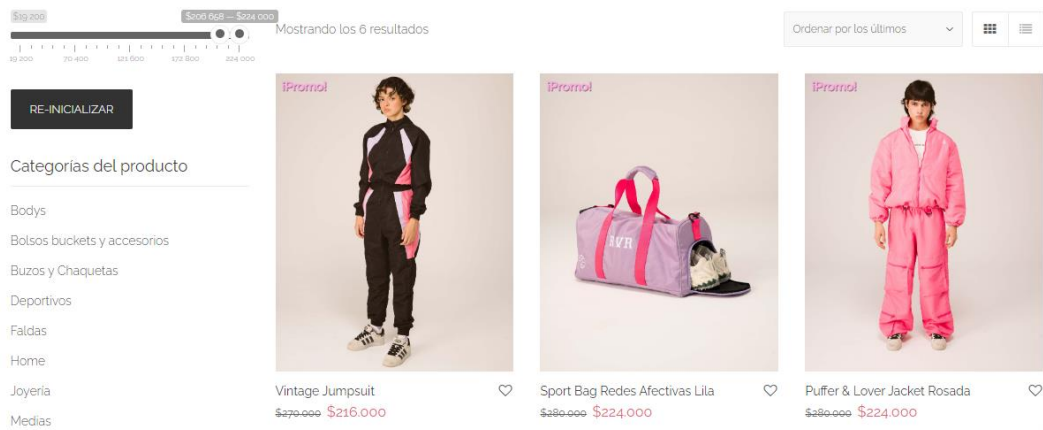 $19 200
$206 658 — $224 000
19 200 70 400 121 600 172 800 224 000
RE-INICIALIZAR
Categorías del producto
Bodys
Bolsos buckets y accesorios
Buzos y Chaquetas
Deportivos
Faldas
Home
Joyería
Medias
Mostrando los 6 resultados
Ordenar por los últimos
¡Promo!
Vintage Jumpsuit
$270.000 $216.000
¡Promo!
RVR
Sport Bag Redes Afectivas Lila
$280.000 $224.000
¡Promo!
Puffer & Lover Jacket Rosada
$280.000 $224.000